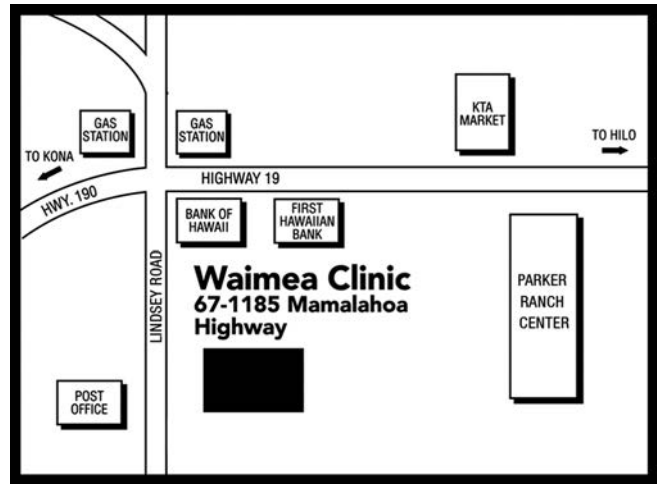 GAS
STATION
GAS
STATION
KTA
MARKET
TO HILO
TO KONA
HIGHWAY 19
HWY. 190
BANK OF
HAWAII
FIRST
HAWAIIAN
BANK
LINDSEY ROAD
Waimea Clinic
67-1185 Mamalahoa
Highway
PARKER
RANCH
CENTER
POST
OFFICE